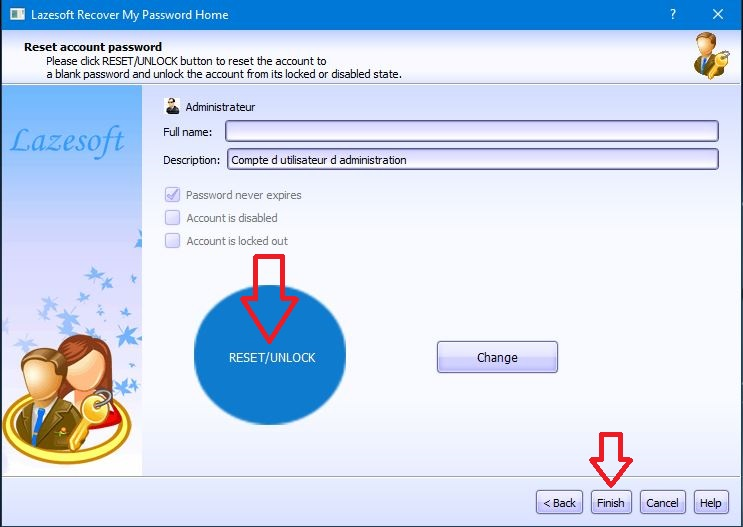 Lazesoft Recover My Password Home
?
Reset account password
Please click RESET/UNLOCK button to reset the account to
a blank password and unlock the account from its locked or disabled state.
Lazesoft
Administrateur
Full name:
Description: Compte d utilisateur d administration
Password never expires
Account is disabled
Account is locked out
RESET/UNLOCK Change
< Back Finish Cancel Help